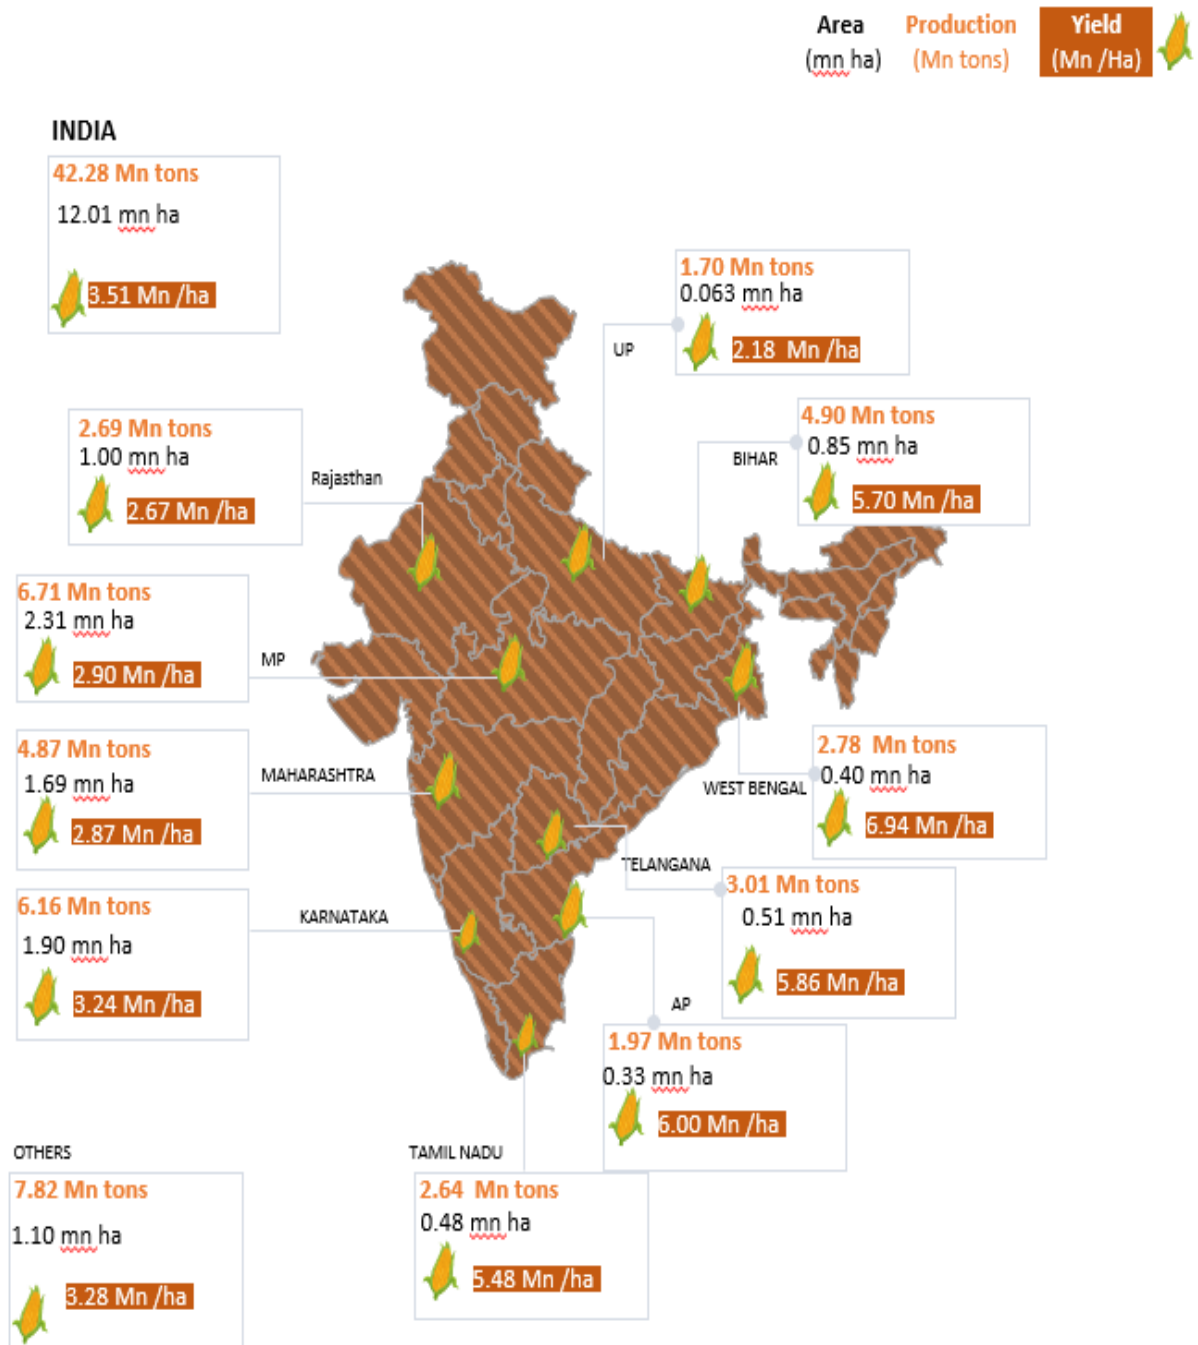 Area
(mn ha)
Production
(Mn tons)
Yield
(Mn /Ha)
INDIA
42.28 Mn tons
12.01 mn ha
3.51 Mn /ha
1.70 Mn tons
0.063 mn ha
2.18 Mn /ha
UP
4.90 Mn tons
0.85 mn ha
5.70 Mn /ha
BIHAR
2.69 Mn tons
1.00 mn ha
2.67 Mn /ha
Rajasthan
6.71 Mn tons
2.31 mn ha
2.90 Mn /ha
MP
4.87 Mn tons
1.69 mn ha
2.87 Mn /ha
MAHARASHTRA
2.78 Mn tons
0.40 mn ha
6.94 Mn /ha
WEST BENGAL
TELANGANA
3.01 Mn tons
0.51 mn ha
5.86 Mn /ha
6.16 Mn tons
1.90 mn ha
3.24 Mn /ha
KARNATAKA
AP
1.97 Mn tons
0.33 mn ha
6.00 Mn /ha
OTHERS
7.82 Mn tons
1.10 mn ha
3.28 Mn /ha
TAMIL NADU
2.64 Mn tons
0.48 mn ha
5.48 Mn /ha